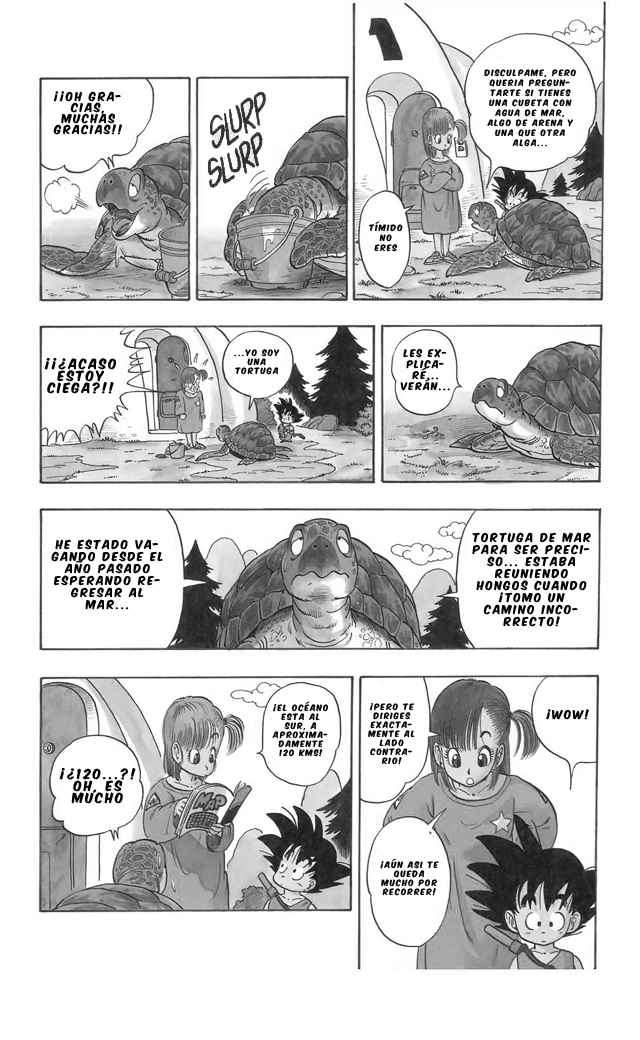 1
DISCULPAME, PERO
QUERIA PREGUN-
TARTE SI TIENES
UNA CUBETA CON
AGUA DE MAR,
ALGO DE ARENA Y
UNA QUE OTRA
ALGA...
TÍMIDO
NO
ERES
SLURP
SLURP
¡¡OH GRA-
CIAS,
MUCHAS
GRACIAS!!
LES EX-
PLICA-
RÉ...
VERÁN...
...YO SOY
UNA
TORTUGA
¡¡¿ACASO
ESTOY
CIEGA?!!
TORTUGA DE MAR
PARA SER PRECI-
SO... ESTABA
REUNIENDO
HONGOS CUANDO
¡TOMO UN
CAMINO INCO-
RRECTO!
HE ESTADO VA-
GANDO DESDE EL
AÑO PASADO
ESPERANDO RE-
GRESAR AL
MAR...
¡WOW!
¡PERO TE
DIRIGES
EXACTA-
MENTE AL
LADO
CONTRA-
RIO!
¡AÚN ASI TE
QUEDA
MUCHO POR
RECORRER!
¡EL OCÉANO
ESTA AL
SUR, A
APROXIMA-
DAMENTE
120 KMS!
MAP
¡¿120...?!
OH, ES
MUCHO